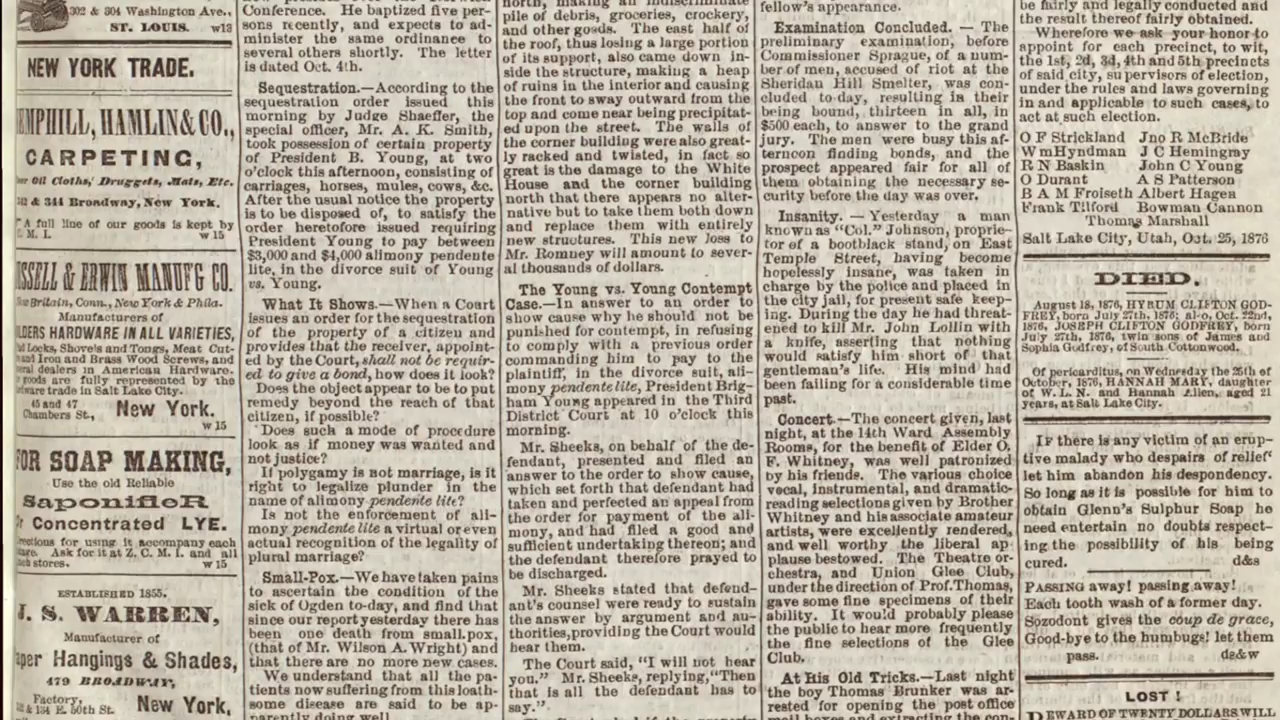 302 & 304 Washington Ave.,
ST. LOUIS. w13
NEW YORK TRADE.
HAMLIN & CO.,
CARPETING,
Oil Cloths, Druggets, Mats, Etc.
& 344 Broadway, New York.
A full line of our goods is kept by
M. I. w 15
& ERWIN MANUF'G CO.
Britain, Conn., New York & Phila.
Manufacturers of
HARDWARE IN ALL VARIETIES,
Locks, Shovels and Tongs, Meat Cut-
and Iron and Brass Wood Screws, and
dealers in American Hardware.
goods are fully represented by the
trade in Salt Lake City.
45 and 47
Chambers St., New York.
w 15
FOR SOAP MAKING,
Use the old Reliable
SaponifieR
Concentrated LYE.
for using it accompany each
Ask for it at Z. C. M. I. and all
stores. w 15
ESTABLISHED 1855.
J. S. WARREN,
Manufacturer of
Hangings & Shades,
479 BROADWAY,
Factory,
& 134 E. 50th St. New York,
Conference. He baptized five per-
sons recently, and expects to ad-
minister the same ordinance to
several others shortly. The letter
is dated Oct. 4th.
Sequestration.—According to the
sequestration order issued this
morning by Judge Shaeffer, the
special officer, Mr. A. K. Smith,
took possession of certain property
of President B. Young, at two
o'clock this afternoon, consisting of
carriages, horses, mules, cows, &c.
After the usual notice the property
is to be disposed of, to satisfy the
order heretofore issued requiring
President Young to pay between
$3,000 and $4,000 alimony pendente
lite, in the divorce suit of Young
vs. Young.
What It Shows.—When a Court
issues an order for the sequestration
of the property of a citizen and
provides that the receiver, appoint-
ed by the Court, shall not be requir-
ed to give a bond, how does it look?
Does the object appear to be to put
remedy beyond the reach of that
citizen, if possible?
Does such a mode of procedure
look as if money was wanted and
not justice?
If polygamy is not marriage, is it
right to legalize plunder in the
name of alimony pendente lite?
Is not the enforcement of ali-
mony pendente lite a virtual or even
actual recognition of the legality of
plural marriage?
Small-Pox.—We have taken pains
to ascertain the condition of the
sick of Ogden to-day, and find that
since our report yesterday there has
been one death from small.pox,
(that of Mr. Wilson A. Wright) and
that there are no more new cases.
We understand that all the pa-
tients now suffering from this loath-
some disease are said to be ap-
parently doing well
north, making an indiscriminate
pile of debris, groceries, crockery,
and other goods. The east half of
the roof, thus losing a large portion
of its support, also came down in-
side the structure, making a heap
of ruins in the interior and causing
the front to sway outward from the
top and come near being precipitat-
ed upon the street. The walls of
the corner building were also great-
ly racked and twisted, in fact so
great is the damage to the White
House and the corner building
north that there appears no alter-
native but to take them both down
and replace them with entirely
new structures. This new loss to
Mr. Romney will amount to sever-
al thousands of dollars.
The Young vs. Young Contempt
Case.—In answer to an order to
show cause why he should not be
punished for contempt, in refusing
to comply with a previous order
commanding him to pay to the
plaintiff, in the divorce suit, ali-
mony pendente lite, President Brig-
ham Young appeared in the Third
District Court at 10 o'clock this
morning.
Mr. Sheeks, on behalf of the de-
fendant, presented and filed an
answer to the order to show cause,
which set forth that defendant had
taken and perfected an appeal from
the order for payment of the ali-
mony, and had filed a good and
sufficient undertaking thereon; and
the defendant therefore prayed to
be discharged.
Mr. Sheeks stated that defend-
ant's counsel were ready to sustain
the answer by argument and au-
thorities, providing the Court would
hear them.
The Court said, "I will not hear
you." Mr. Sheeks, replying, "Then
that is all the defendant has to
say."
fellow's appearance.
Examination Concluded. — The
preliminary examination, before
Commissioner Sprague, of a num-
ber of men, accused of riot at the
Sheridan Hill Smelter, was con-
cluded to-day, resulting in their
being bound, thirteen in all, in
$500 each, to answer to the grand
jury. The men were busy this af-
ternoon finding bonds, and the
prospect appeared fair for all of
them obtaining the necessary se-
curity before the day was over.
Insanity. — Yesterday a man
known as "Col." Johnson, proprie-
tor of a bootblack stand, on East
Temple Street, having become
hopelessly insane, was taken in
charge by the police and placed in
the city jail, for present safe keep-
ing. During the day he had threat-
ened to kill Mr. John Lollin with
a knife, asserting that nothing
would satisfy him short of that
gentleman's life. His mind had
been failing for a considerable time
past.
Concert.—The concert given, last
night, at the 14th Ward Assembly
Rooms, for the benefit of Elder O.
F. Whitney, was well patronized
by his friends. The various choice
vocal, instrumental, and dramatic-
reading selections given by Brother
Whitney and his associate amateur
artists, were excellently rendered,
and well worthy the liberal ap
plause bestowed. The Theatre or-
chestra, and Union Glee Club,
under the direction of Prof. Thomas,
gave some fine specimens of their
ability. It would probably please
the public to hear more frequently
the fine selections of the Glee
Club.
At His Old Tricks.—Last night
the boy Thomas Brunker was ar-
rested for opening the post office
mail boxes and extracting the con-
be fairly and legally conducted and
the result thereof fairly obtained.
Wherefore we ask your honor to
appoint for each precinct, to wit,
the 1st, 2d, 3d, 4th and 5th precincts
of said city, supervisors of election,
under the rules and laws governing
in and applicable to such cases, to
act at such election.
O F Strickland Jno R McBride
Wm Hyndman J C Hemingray
R N Baskin John C Young
O Durant A S Patterson
B A M Froiseth Albert Hagen
Frank Tilford Bowman Cannon
Thomas Marshall
Salt Lake City, Utah, Oct. 25, 1876
DIED.
August 18, 1876, HYRUM CLIFTON GOD-
FREY, born July 27th, 1876; also, Oct. 22nd,
1876, JOSEPH CLIFTON GODFREY, born
July 27th, 1876, twin sons of James and
Sophia Godfrey, of South Cottonwood.
Of pericarditus, on Wednesday the 25th of
October, 1876, HANNAH MARY, daughter
of W. L. N. and Hannah Allen, aged 21
years, at Salt Lake City.
IF there is any victim of an erup-
tive malady who despairs of relief
let him abandon his despondency.
So long as it is possible for him to
obtain Glenn's Sulphur Soap he
need entertain no doubts respect-
ing the possibility of his being
cured. d&s
PASSING away! passing away!
Each tooth wash of a former day.
Sozodont gives the coup de grace,
Good-bye to the humbugs! let them
pass. ds&w
LOST!
REWARD OF TWENTY DOLLARS WILL